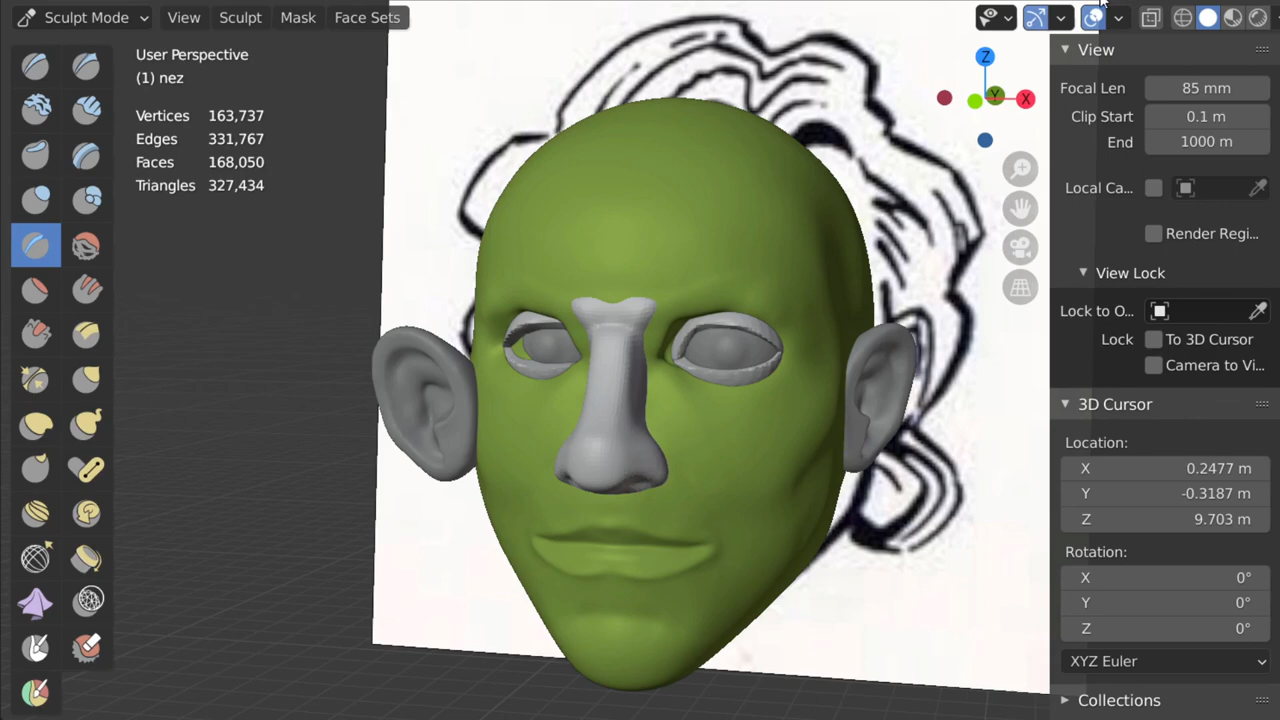 Sculpt Mode View Sculpt Mask Face Sets
User Perspective
(1) nez
Vertices 163,737
Edges 331,767
Faces 168,050
Triangles 327,434
Z
Y
X
View
Focal Len 85 mm
Clip Start 0.1 m
End 1000 m
Local Ca...
Render Regi...
View Lock
Lock to O...
Lock To 3D Cursor
Camera to Vi...
3D Cursor
Location:
X 0.2477 m
Y -0.3187 m
Z 9.703 m
Rotation:
X 0°
Y 0°
Z 0°
XYZ Euler
Collections